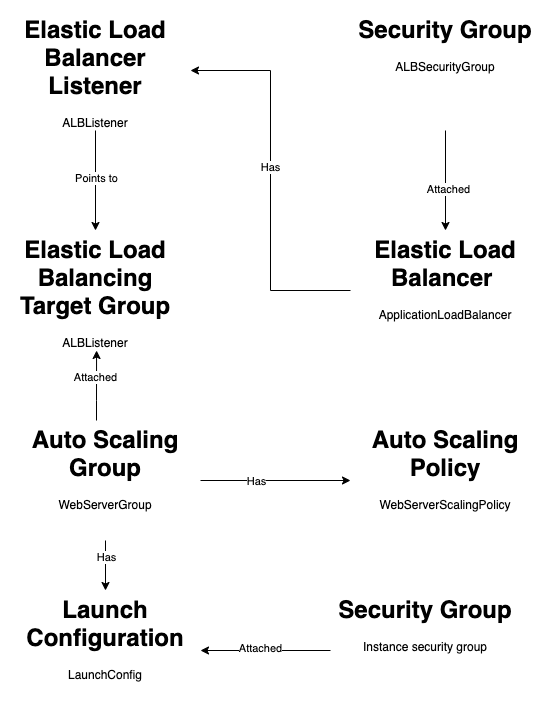 Elastic Load
Balancer
Listener
ALBListener
Security Group
ALBSecurityGroup
Has
Points to
Attached
Elastic Load
Balancing
Target Group
ALBListener
Elastic Load
Balancer
ApplicationLoadBalancer
Attached
Auto Scaling
Group
WebServerGroup
Has
Auto Scaling
Policy
WebServerScalingPolicy
Has
Launch
Configuration
LaunchConfig
Attached
Security Group
Instance security group